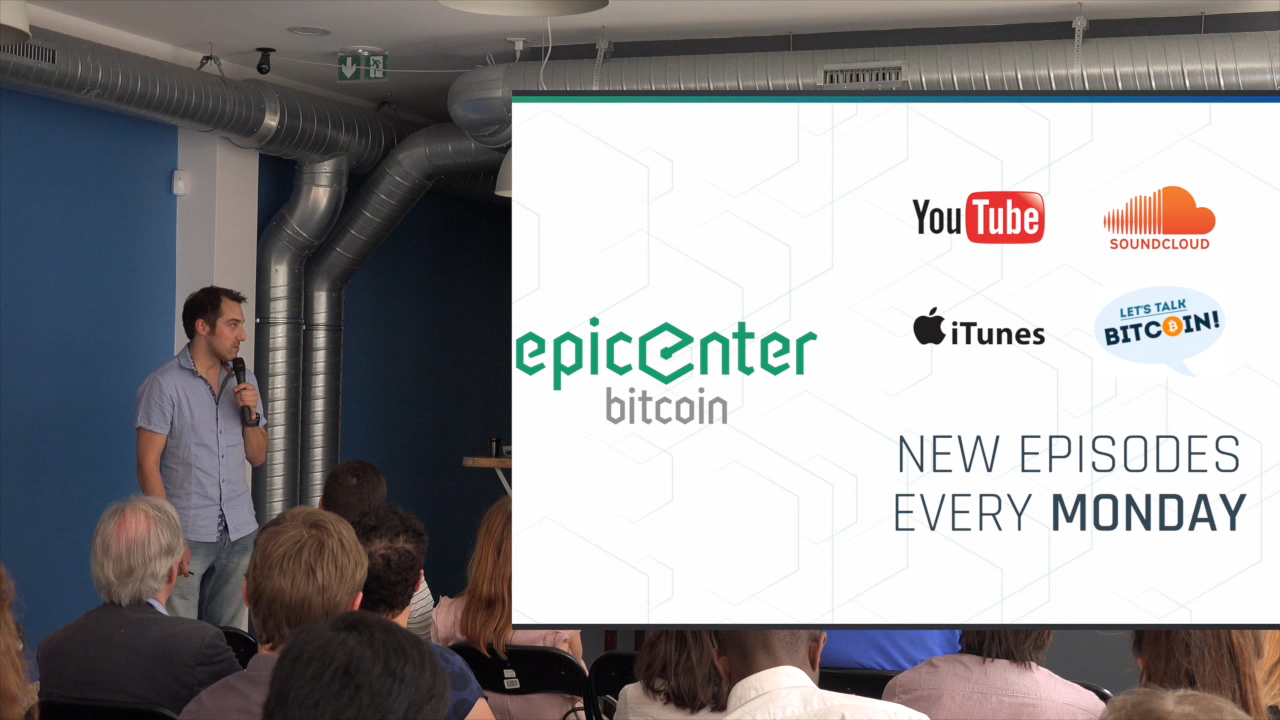 epicenter
bitcoin
YouTube
SOUNDCLOUD
iTunes
LET'S TALK
BITCOIN!
NEW EPISODES
EVERY MONDAY